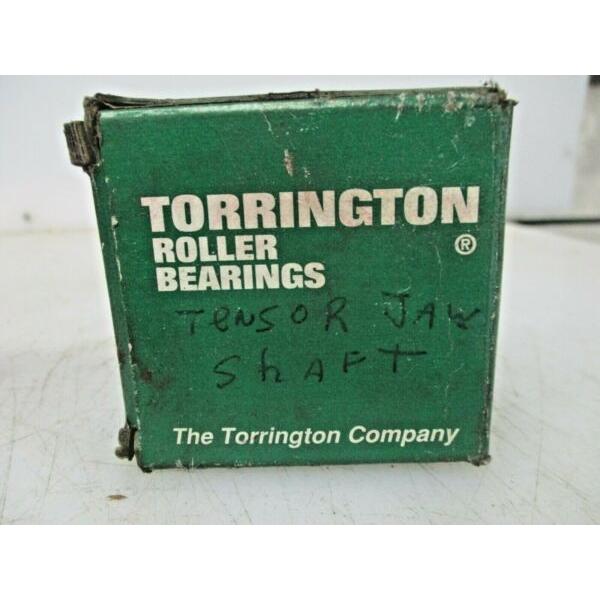 TORRINGTON
ROLLER ®
BEARINGS
TENSOR JAW
ShAFT
The Torrington Company